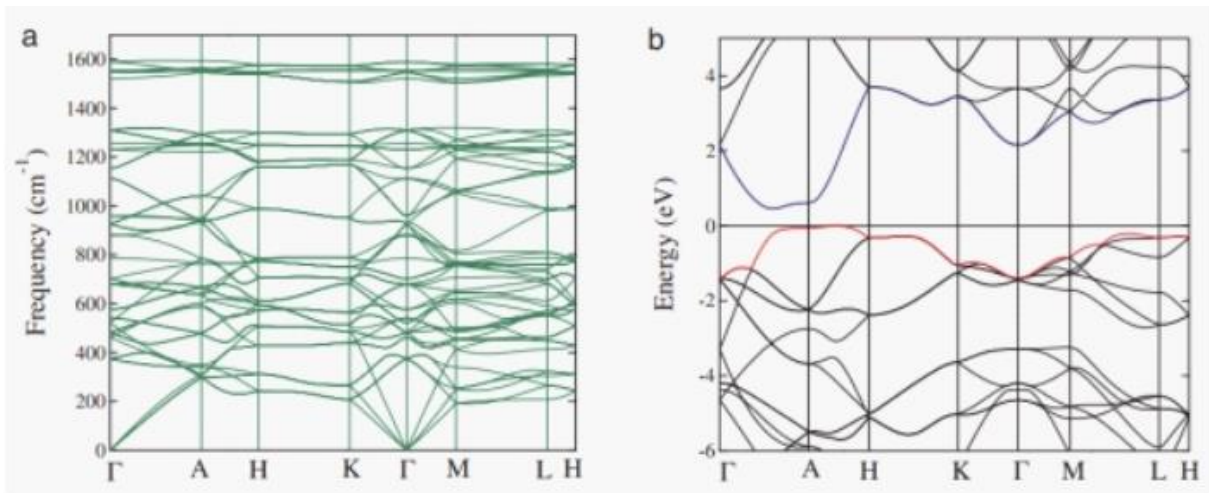 a
1600
1400
1200
1000
800
600
400
200
0
Frequency (cm⁻¹)
Γ A H K Γ M L H
b
4
2
0
-2
-4
-6
Energy (eV)
Γ A H K Γ M L H